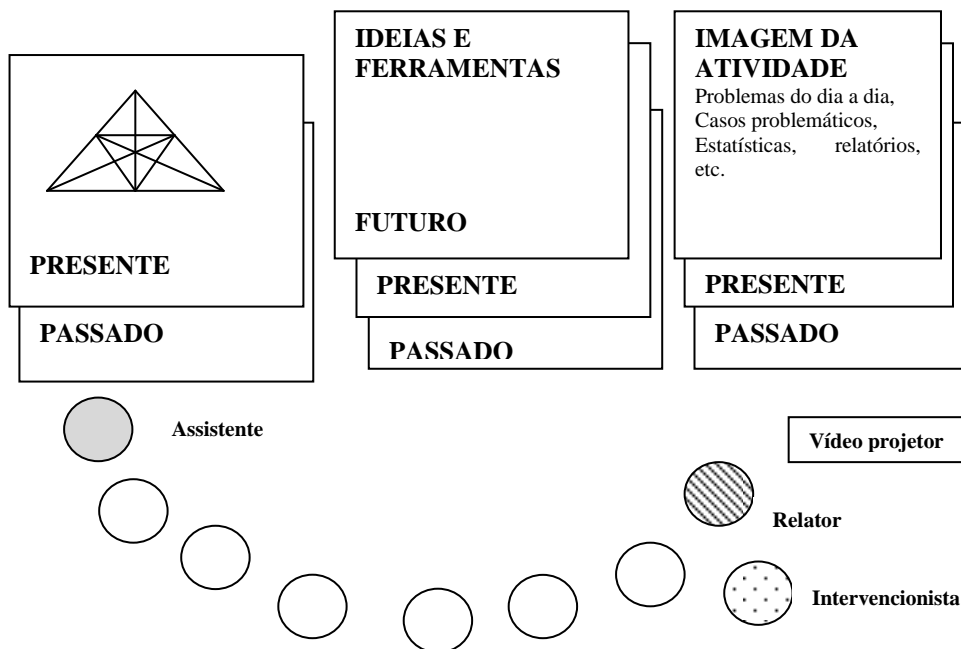 PRESENTE
PASSADO
IDEIAS E
FERRAMENTAS
FUTURO
PRESENTE
PASSADO
IMAGEM DA
ATIVIDADE
Problemas do dia a dia,
Casos problemáticos,
Estatísticas, relatórios,
etc.
PRESENTE
PASSADO
Assistente
Vídeo projetor
Relator
Intervencionista